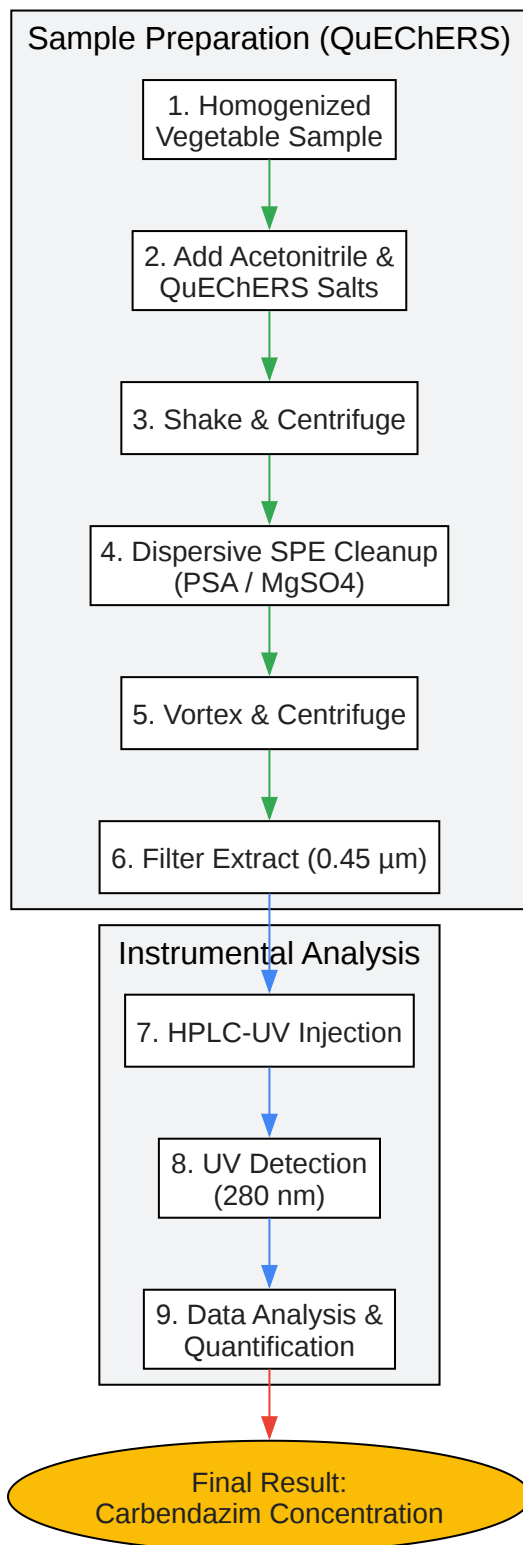 Sample Preparation (QuEChERS)
1. Homogenized
Vegetable Sample
2. Add Acetonitrile &
QuEChERS Salts
3. Shake & Centrifuge
4. Dispersive SPE Cleanup
(PSA / MgSO4)
5. Vortex & Centrifuge
6. Filter Extract (0.45 µm)
Instrumental Analysis
7. HPLC-UV Injection
8. UV Detection
(280 nm)
9. Data Analysis &
Quantification
Final Result:
Carbendazim Concentration